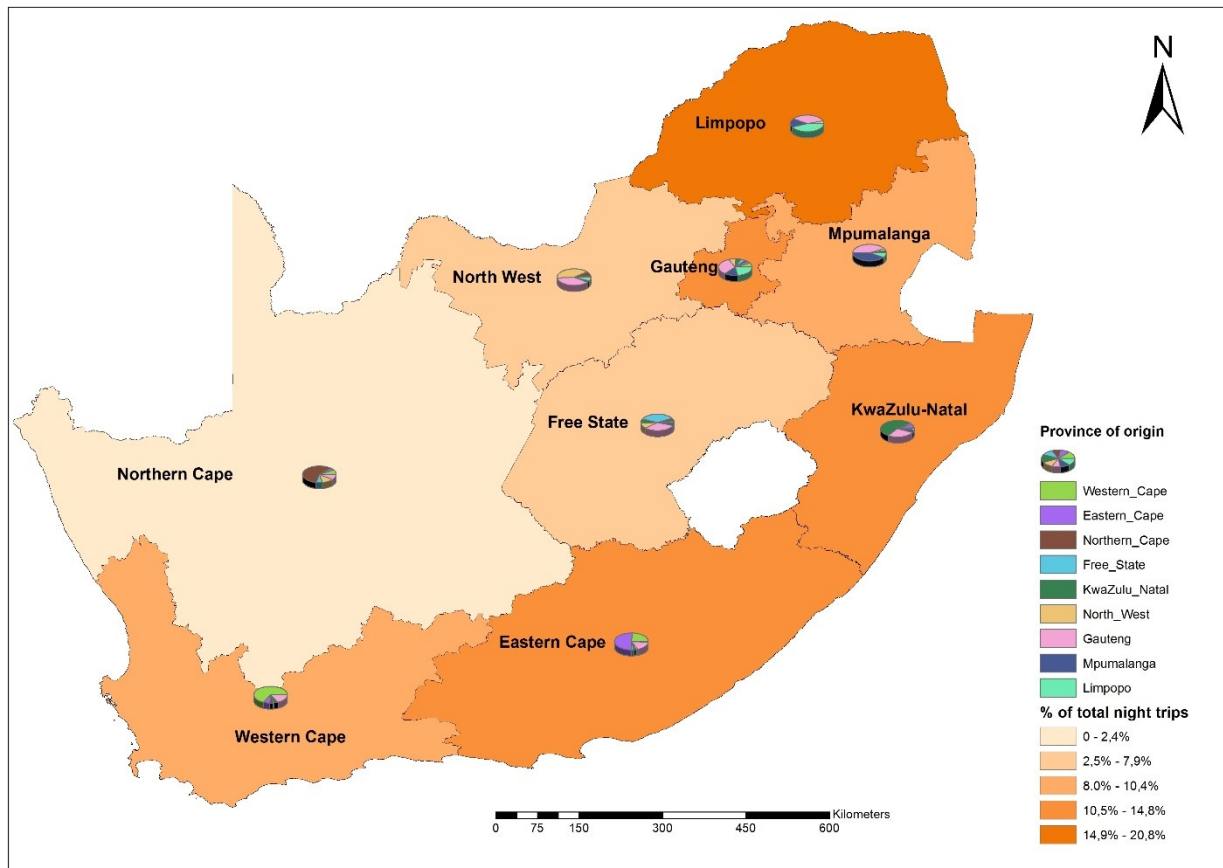 N
Limpopo
Mpumalanga
Gauteng
North West
KwaZulu-Natal
Free State
Northern Cape
Eastern Cape
Western Cape
Province of origin
Western_Cape
Eastern_Cape
Northern_Cape
Free_State
KwaZulu_Natal
North_West
Gauteng
Mpumalanga
Limpopo
% of total night trips
0 - 2,4%
2,5% - 7,9%
8.0% - 10,4%
10,5% - 14,8%
14,9% - 20,8%
Kilometers
0 75 150 300 450 600